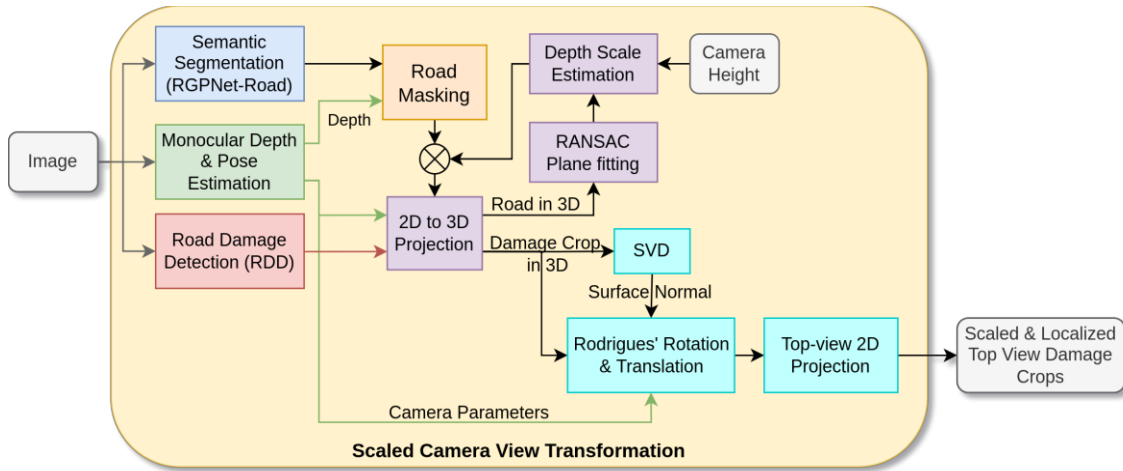 Semantic
Segmentation
(RGPNet-Road)
Road
Masking
Depth Scale
Estimation
Camera
Height
Depth
Image
Monocular Depth
& Pose
Estimation
RANSAC
Plane fitting
Road in 3D
2D to 3D
Projection
Road Damage
Detection (RDD)
Damage Crop
in 3D
SVD
Surface Normal
Rodrigues' Rotation
& Translation
Top-view 2D
Projection
Scaled & Localized
Top View Damage
Crops
Camera Parameters
Scaled Camera View Transformation